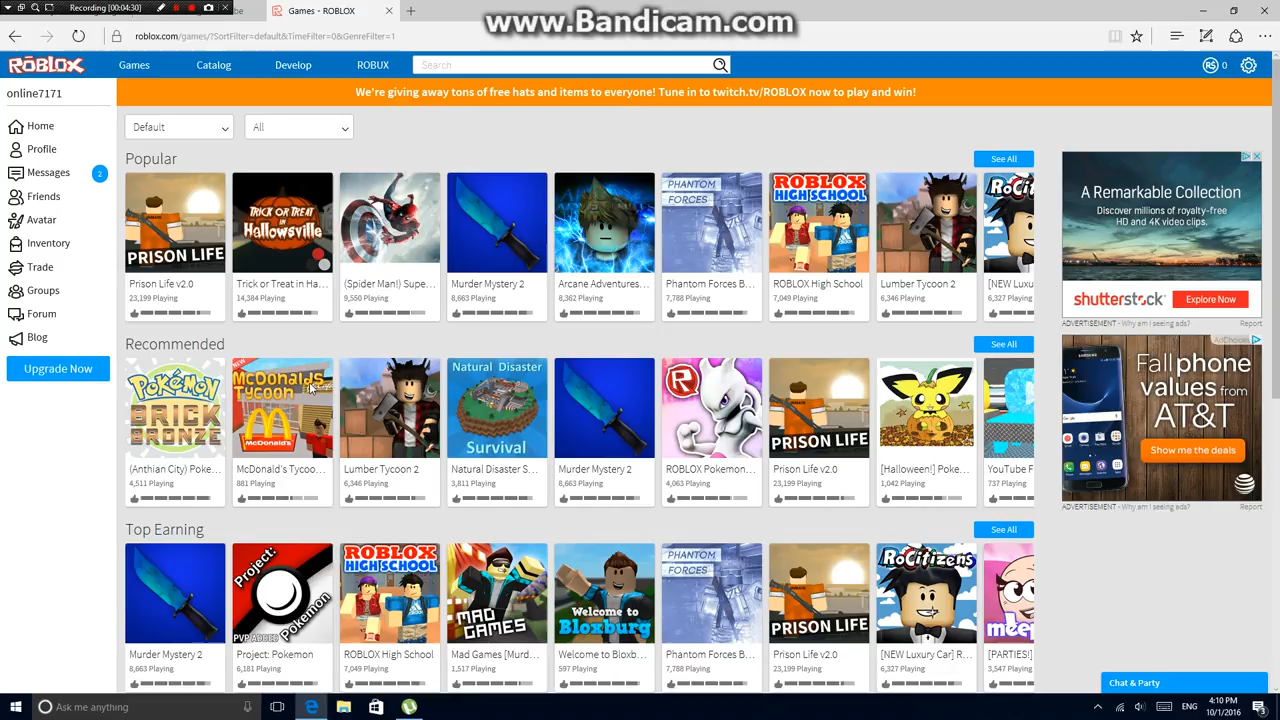 Recording [00:04:30]
be
Games - ROBLOX
www.Bandicam.com
roblox.com/games/?SortFilter=default&TimeFilter=0&GenreFilter=1
ROBLOX
Games
Catalog
Develop
ROBUX
Search
R$ 0
online7171
We're giving away tons of free hats and items to everyone! Tune in to twitch.tv/ROBLOX now to play and win!
Home
Profile
Messages
2
Friends
Avatar
Inventory
Trade
Groups
Forum
Blog
Upgrade Now
Default
All
Popular
See All
PRISON LIFE
TRICK OR TREAT
IN
HALLOWSVILLE
PHANTOM
FORCES
ROBLOX
HIGH SCHOOL
RoCiti
Prison Life v2.0
Trick or Treat in Ha...
(Spider Man!) Supe...
Murder Mystery 2
Arcane Adventures...
Phantom Forces B...
ROBLOX High School
Lumber Tycoon 2
[NEW Luxu
23,199 Playing
14,384 Playing
9,550 Playing
8,663 Playing
8,362 Playing
7,788 Playing
7,049 Playing
6,346 Playing
6,327 Playing
Recommended
See All
Pokémon
BRICK
BRONZE
NEW
McDonalds
Tycoon
McDonald's
Natural Disaster
Survival
R
PRISON LIFE
(Anthian City) Poke...
McDonald's Tycoo...
Lumber Tycoon 2
Natural Disaster S...
Murder Mystery 2
ROBLOX Pokemon...
Prison Life v2.0
[Halloween!] Poke...
YouTube F
4,511 Playing
881 Playing
6,346 Playing
3,811 Playing
8,663 Playing
4,063 Playing
23,199 Playing
1,042 Playing
737 Playing
Top Earning
See All
Project:
Pokemon
PVP ADDED
ROBLOX
HIGH SCHOOL
MAD
GAMES
Welcome to
Bloxburg
PHANTOM
FORCES
PRISON LIFE
RoCitizens
meep
Murder Mystery 2
Project: Pokemon
ROBLOX High School
Mad Games [Murd...
Welcome to Bloxb...
Phantom Forces B...
Prison Life v2.0
[NEW Luxury Car] R...
[PARTIES!]
8,663 Playing
6,181 Playing
7,049 Playing
1,517 Playing
597 Playing
7,788 Playing
23,199 Playing
6,327 Playing
3,547 Playing
A Remarkable Collection
Discover millions of royalty-free
HD and 4K video clips.
shutterstock
Explore Now
ADVERTISEMENT - Why am I seeing ads?
Report
AdChoices
Fall phone
values from
AT&T
Show me the deals
AT&T
ADVERTISEMENT - Why am I seeing ads?
Report
Chat & Party
Ask me anything
4:10 PM
10/1/2016
3